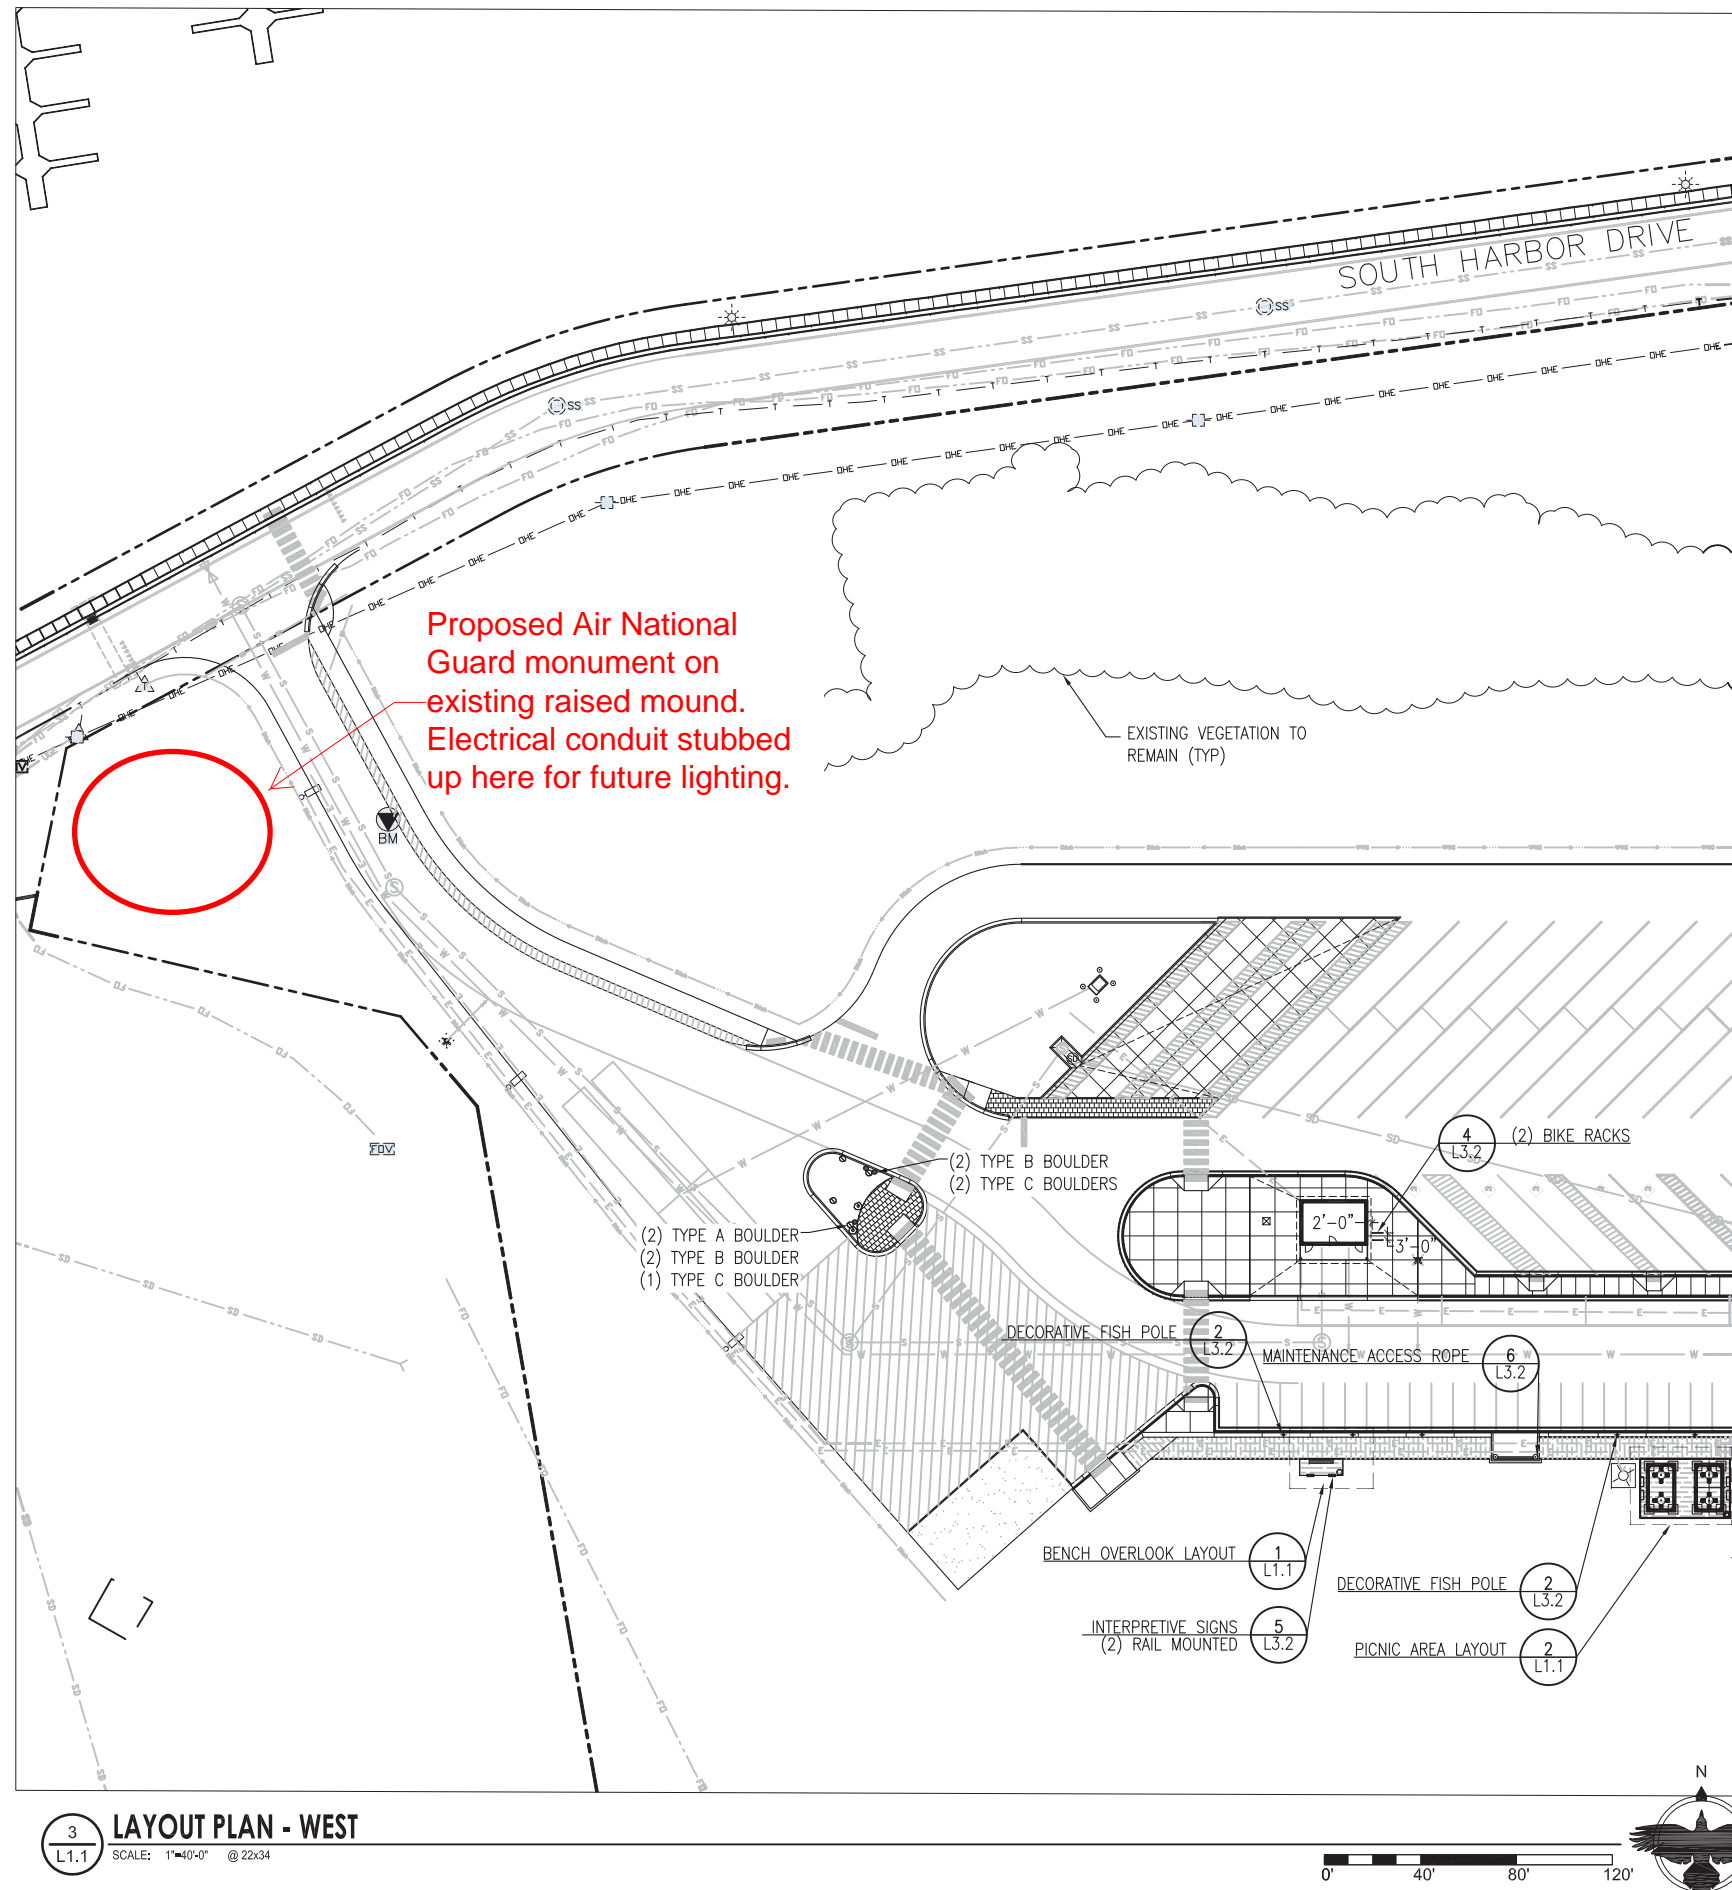 SOUTH HARBOR DRIVE
SS
SS
Proposed Air National
Guard monument on
existing raised mound.
Electrical conduit stubbed
up here for future lighting.
EXISTING VEGETATION TO
REMAIN (TYP)
BM
FOV
4
L3.2
(2) BIKE RACKS
(2) TYPE B BOULDER
(2) TYPE C BOULDERS
2'-0"
3'-0"
(2) TYPE A BOULDER
(2) TYPE B BOULDER
(1) TYPE C BOULDER
DECORATIVE FISH POLE
2
L3.2
MAINTENANCE ACCESS ROPE
6
L3.2
BENCH OVERLOOK LAYOUT
1
L1.1
DECORATIVE FISH POLE
2
L3.2
INTERPRETIVE SIGNS
(2) RAIL MOUNTED
5
L3.2
PICNIC AREA LAYOUT
2
L1.1
N
3
L1.1
LAYOUT PLAN - WEST
SCALE: 1"=40'-0" @ 22x34
0' 40' 80' 120'